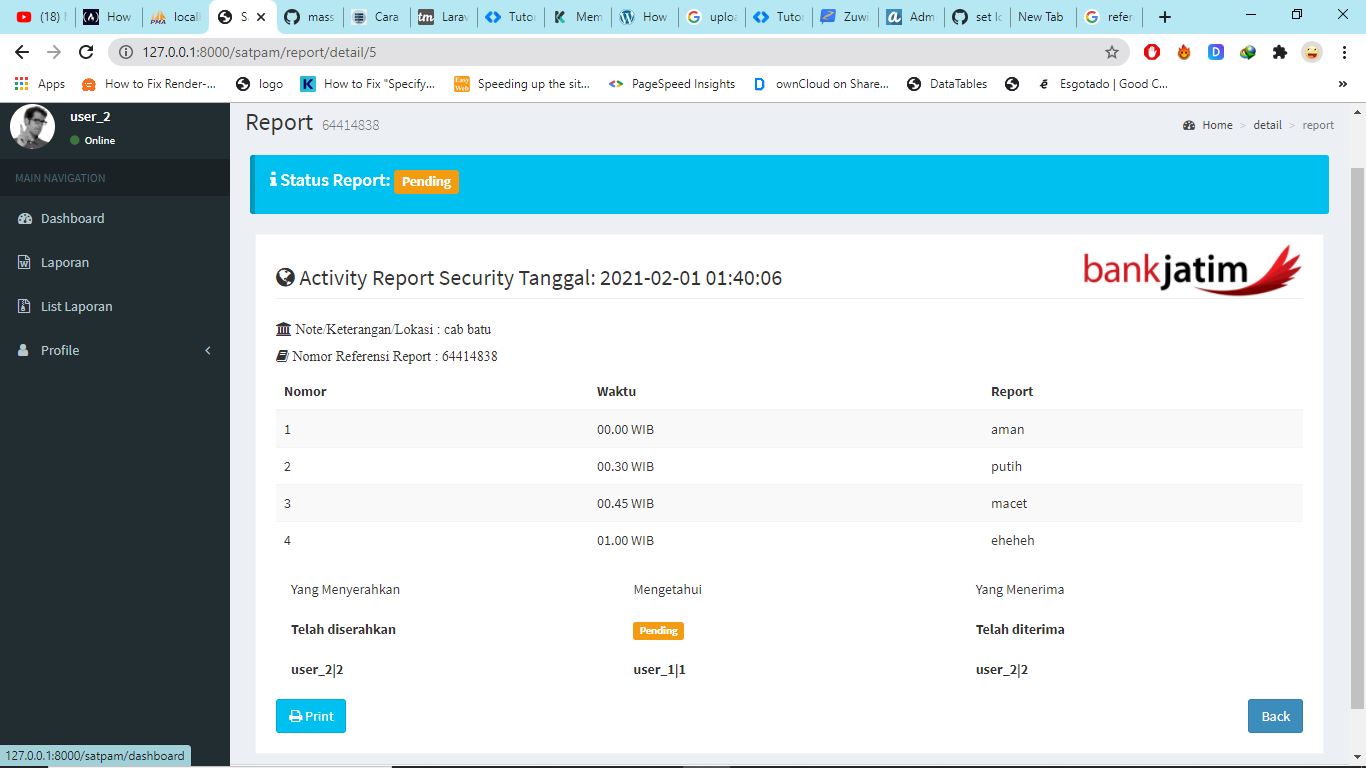 (18) How locall S mass Cara Larav Tutor Mem How uploa Tutor Zuwi Adm set lo New Tab refer
127.0.0.1:8000/satpam/report/detail/5
Apps How to Fix Render-... logo How to Fix "Specify... Speeding up the sit... PageSpeed Insights ownCloud on Share... DataTables Esgotado | Good C... »
user_2
Online
Report 64414838
Home > detail > report
MAIN NAVIGATION
Dashboard
Laporan
List Laporan
Profile
Status Report: Pending
Activity Report Security Tanggal: 2021-02-01 01:40:06
bankjatim
Note/Keterangan/Lokasi : cab batu
Nomor Referensi Report : 64414838
Nomor Waktu Report
1 00.00 WIB aman
2 00.30 WIB putih
3 00.45 WIB macet
4 01.00 WIB eheheh
Yang Menyerahkan Mengetahui Yang Menerima
Telah diserahkan Pending Telah diterima
user_2|2 user_1|1 user_2|2
Print Back
127.0.0.1:8000/satpam/dashboard